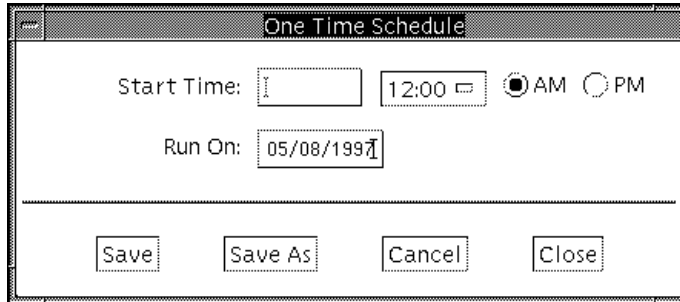 One Time Schedule
Start Time: 12:00 AM PM
Run On: 05/08/1997
Save Save As Cancel Close